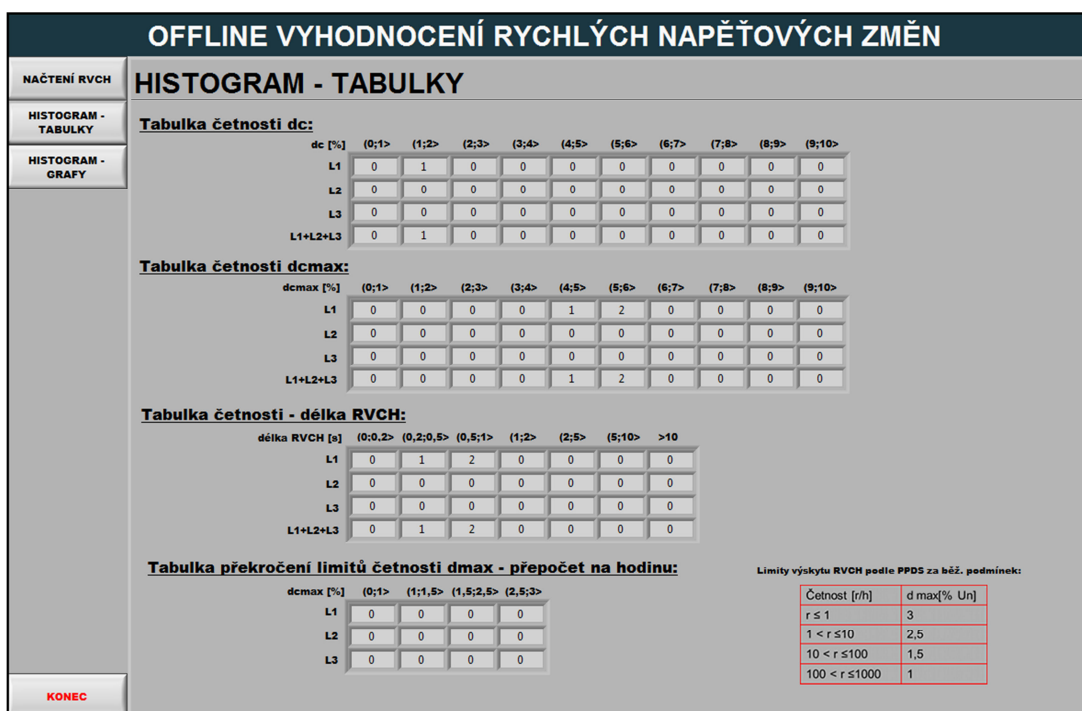 OFFLINE VYHODNOCENÍ RYCHLÝCH NAPĚŤOVÝCH ZMĚN
NAČTENÍ RVCH
HISTOGRAM -
TABULKY
HISTOGRAM -
GRAFY
KONEC
HISTOGRAM - TABULKY
Tabulka četnosti dc:
dc [%] (0;1> (1;2> (2;3> (3;4> (4;5> (5;6> (6;7> (7;8> (8;9> (9;10>
L1 0 1 0 0 0 0 0 0 0 0
L2 0 0 0 0 0 0 0 0 0 0
L3 0 0 0 0 0 0 0 0 0 0
L1+L2+L3 0 1 0 0 0 0 0 0 0 0
Tabulka četnosti dcmax:
dcmax [%] (0;1> (1;2> (2;3> (3;4> (4;5> (5;6> (6;7> (7;8> (8;9> (9;10>
L1 0 0 0 0 1 2 0 0 0 0
L2 0 0 0 0 0 0 0 0 0 0
L3 0 0 0 0 0 0 0 0 0 0
L1+L2+L3 0 0 0 0 1 2 0 0 0 0
Tabulka četnosti - délka RVCH:
délka RVCH [s] (0;0,2> (0,2;0,5> (0,5;1> (1;2> (2;5> (5;10> >10
L1 0 1 2 0 0 0 0
L2 0 0 0 0 0 0 0
L3 0 0 0 0 0 0 0
L1+L2+L3 0 1 2 0 0 0 0
Tabulka překročení limitů četnosti dmax - přepočet na hodinu:
dcmax [%] (0;1> (1;1,5> (1,5;2,5> (2,5;3>
L1 0 0 0 0
L2 0 0 0 0
L3 0 0 0 0
Limity výskytu RVCH podle PPDS za běž. podmínek:
Četnost [r/h] d max[% Un]
r ≤ 1 3
1 < r ≤10 2,5
10 < r ≤100 1,5
100 < r ≤1000 1